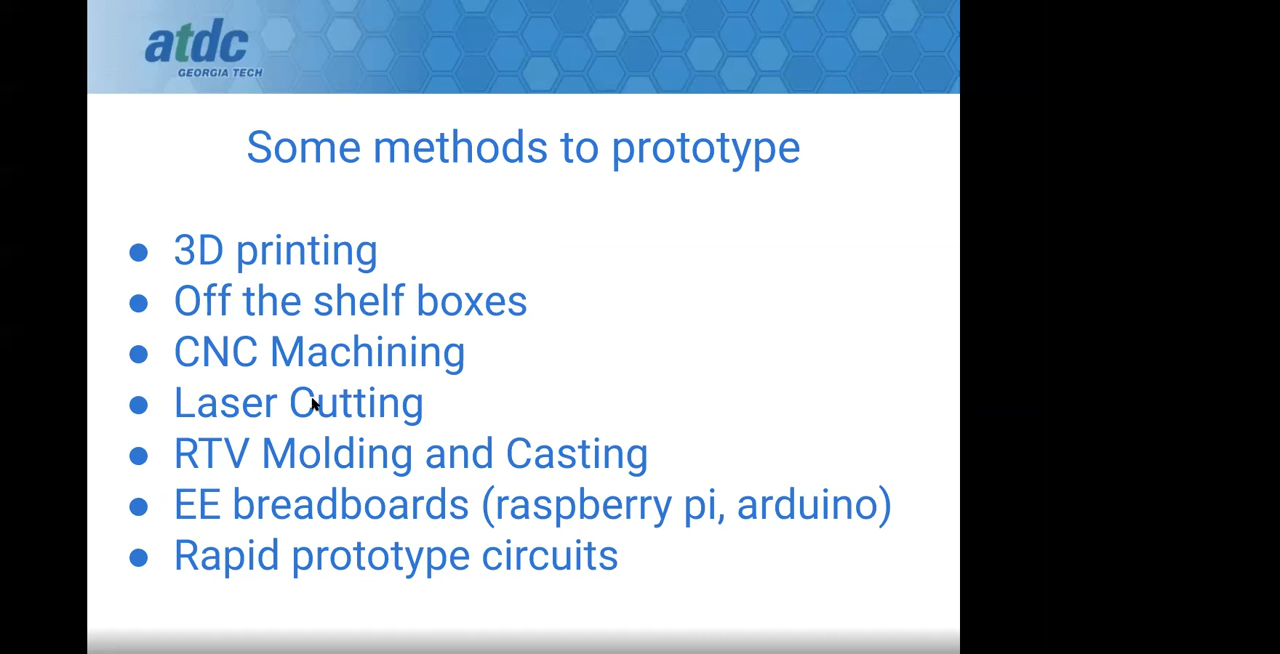 atdc
GEORGIA TECH
Some methods to prototype
● 3D printing
● Off the shelf boxes
● CNC Machining
● Laser Cutting
● RTV Molding and Casting
● EE breadboards (raspberry pi, arduino)
● Rapid prototype circuits